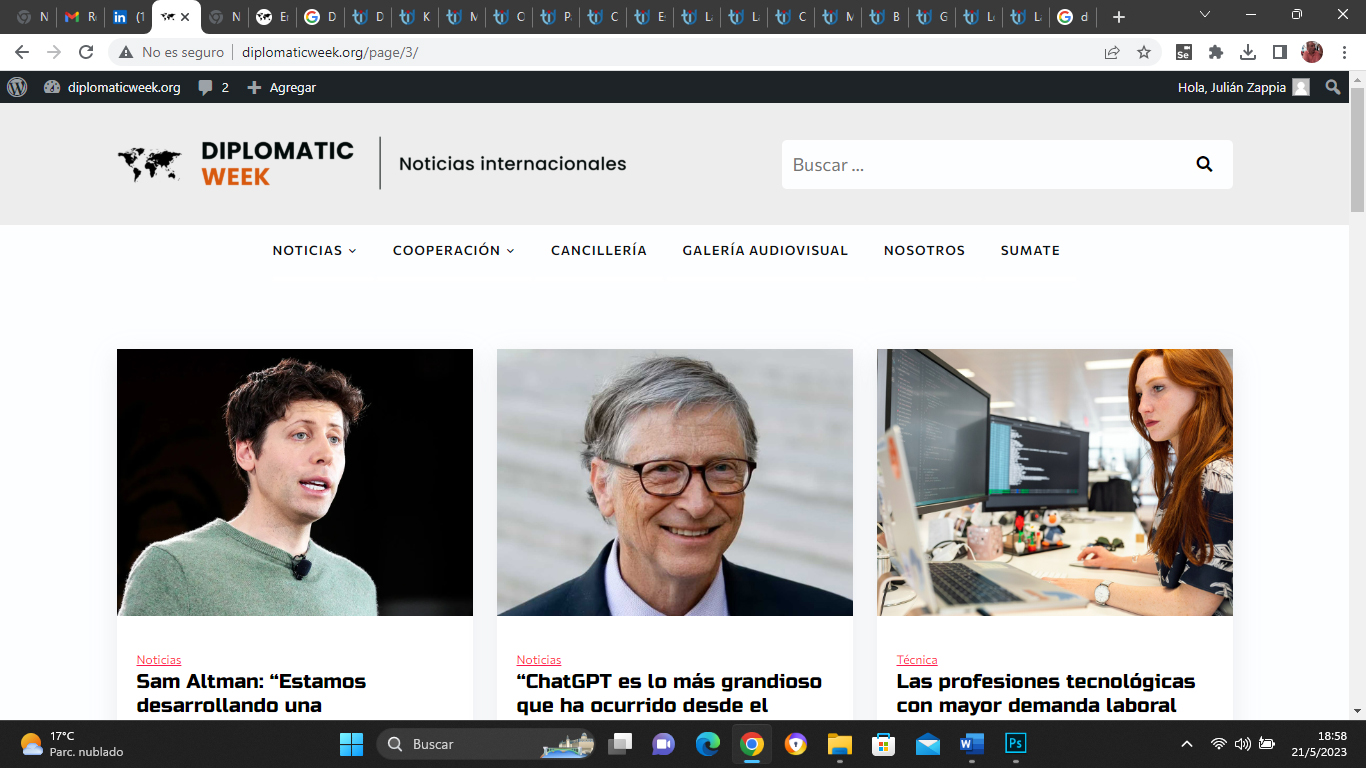 N
R
(1
N
Er
D
D
K
M
C
P
C
E
L
L
C
M
B
G
L
L
d
No es seguro
diplomaticweek.org/page/3/
Se
diplomaticweek.org
2
Agregar
Hola, Julián Zappia
DIPLOMATIC
WEEK
Noticias internacionales
Buscar ...
NOTICIAS
COOPERACIÓN
CANCILLERÍA
GALERÍA AUDIOVISUAL
NOSOTROS
SUMATE
Noticias
Sam Altman: “Estamos
desarrollando una
Noticias
“ChatGPT es lo más grandioso
que ha ocurrido desde el
Técnica
Las profesiones tecnológicas
con mayor demanda laboral
17°C
Parc. nublado
Buscar
W
Ps
18:58
21/5/2023